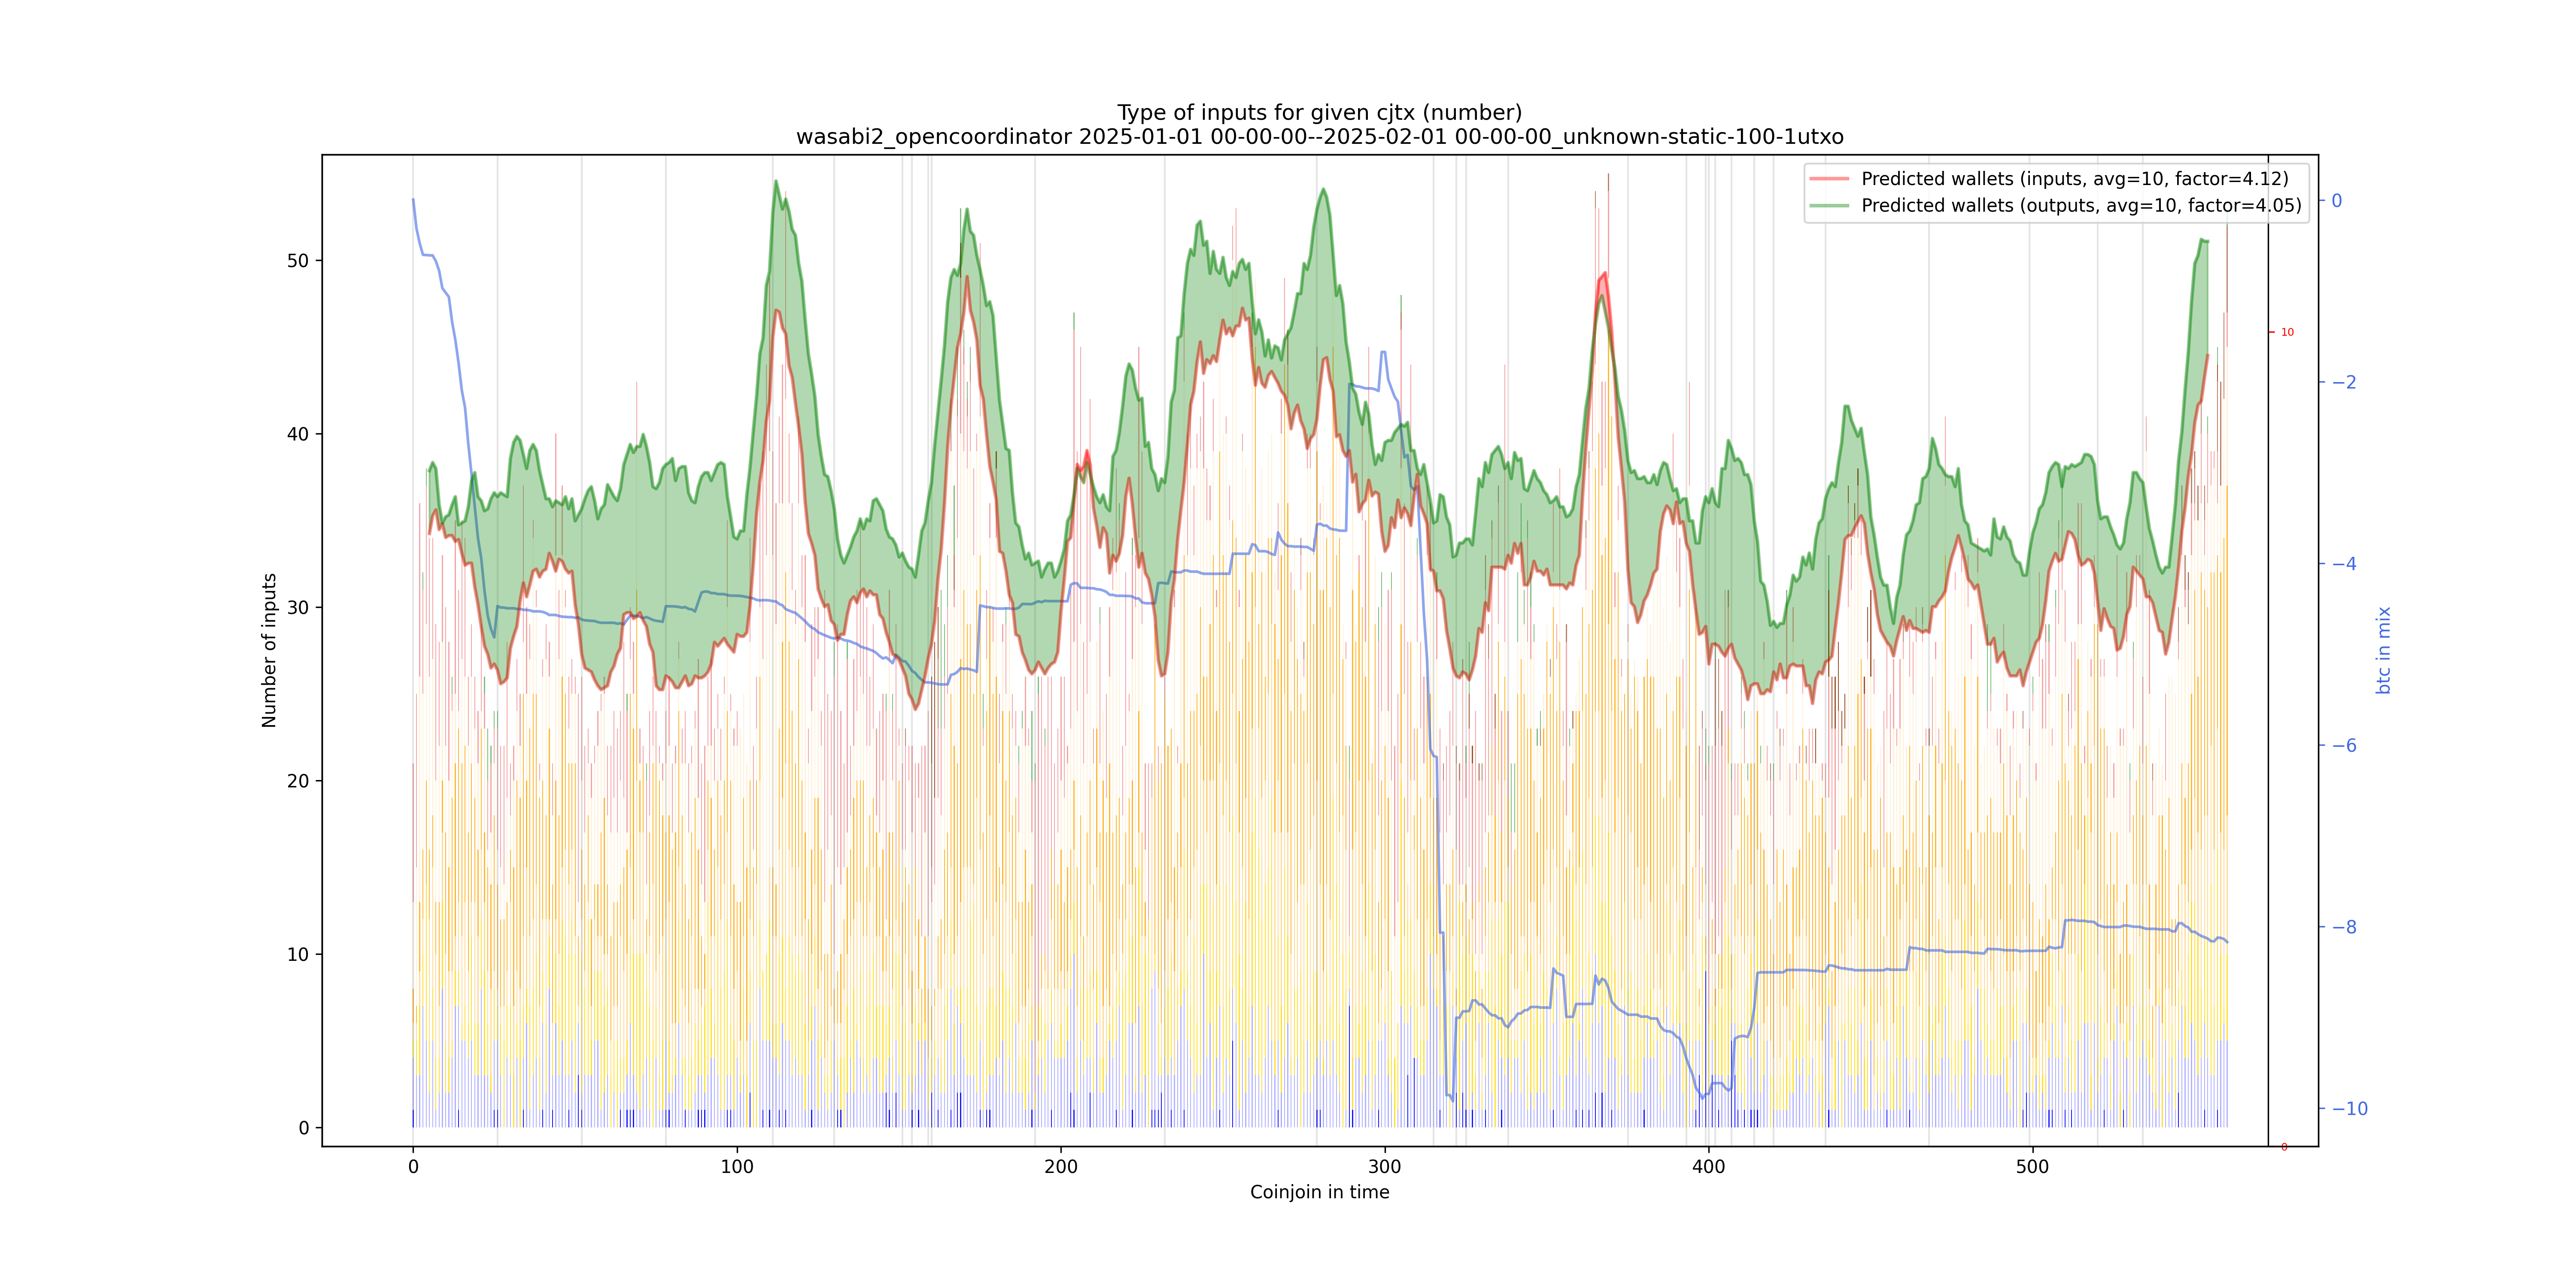 Type of inputs for given cjtx (number)
wasabi2_opencoordinator 2025-01-01 00-00-00--2025-02-01 00-00-00_unknown-static-100-1utxo
Predicted wallets (inputs, avg=10, factor=4.12)
Predicted wallets (outputs, avg=10, factor=4.05)
Number of inputs
50
40
30
20
10
0
0
100
200
300
400
500
Coinjoin in time
10
0
0
−2
−4
−6
−8
−10
btc in mix